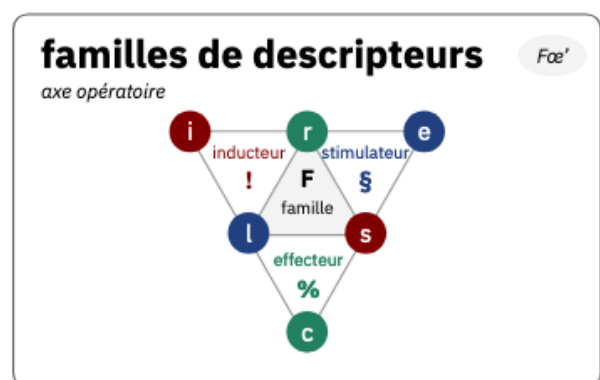 familles de descripteurs
Fœ’
axe opératoire
i r e
inducteur stimulateur
! F §
famille
l s
effecteur
%
c